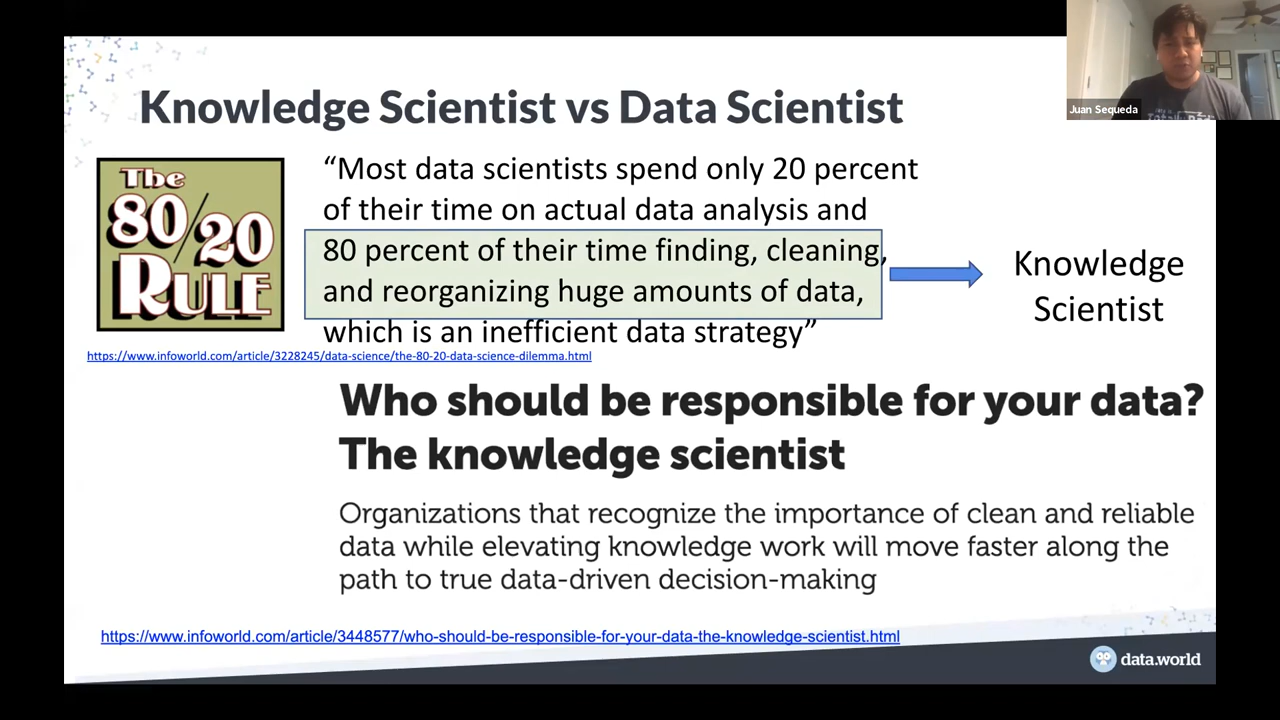 Juan Sequeda
Knowledge Scientist vs Data Scientist
The
80/20
RULE
“Most data scientists spend only 20 percent
of their time on actual data analysis and
80 percent of their time finding, cleaning,
and reorganizing huge amounts of data,
which is an inefficient data strategy”
Knowledge
Scientist
https://www.infoworld.com/article/3228245/data-science/the-80-20-data-science-dilemma.html
Who should be responsible for your data?
The knowledge scientist
Organizations that recognize the importance of clean and reliable
data while elevating knowledge work will move faster along the
path to true data-driven decision-making
https://www.infoworld.com/article/3448577/who-should-be-responsible-for-your-data-the-knowledge-scientist.html
data.world